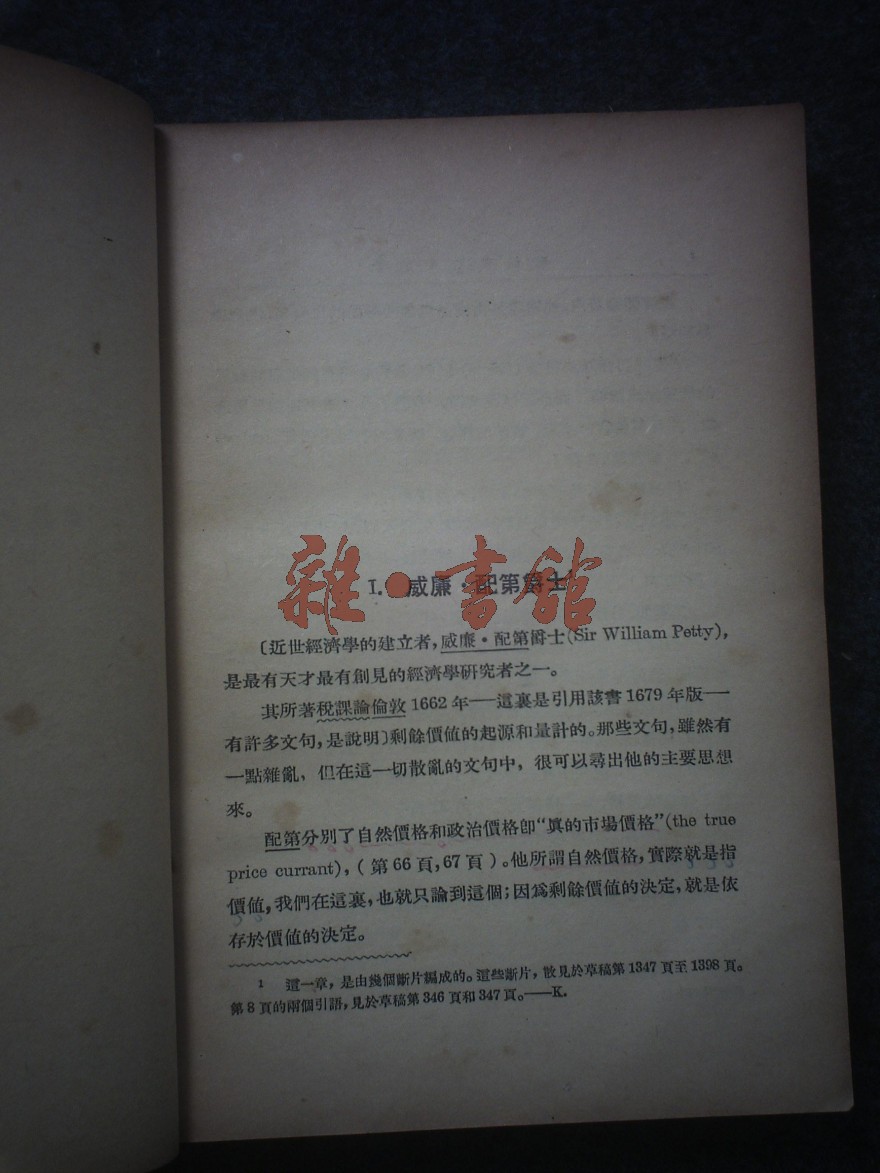 雜·書館
I. 威廉·配第爵士¹
〔近世經濟學的建立者,威廉·配第爵士(Sir William Petty),
是最有天才最有創見的經濟學研究者之一。
其所著稅課論倫敦1662年——這裏是引用該書1679年版——
有許多文句,是說明〕剩餘價值的起源和量計的。那些文句,雖然有
一點雜亂,但在這一切散亂的文句中,很可以尋出他的主要思想
來。
配第分別了自然價格和政治價格卽“眞的市場價格”(the true
price currant),(第66頁,67頁)。他所謂自然價格,實際就是指
價値,我們在這裏,也就只論到這個;因爲剩餘價値的決定,就是依
存於價値的決定。
1 這一章,是由幾個斷片編成的。這些斷片,散見於草稿第1347頁至1398頁。
第8頁的兩個引語,見於草稿第346頁和347頁。——K.